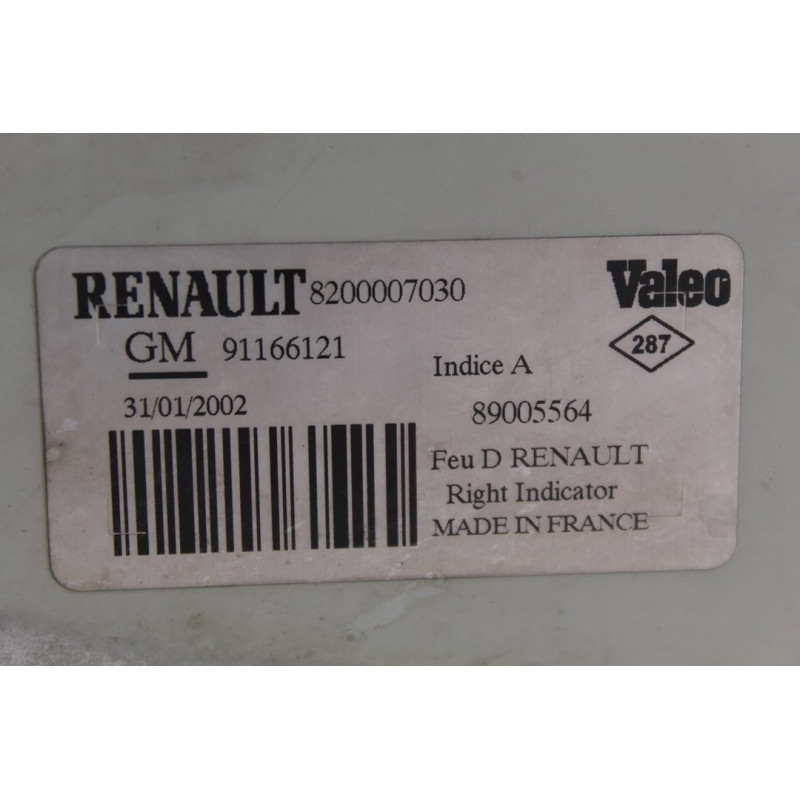 RENAULT 8200007030 Valeo
GM 91166121 Indice A 287
31/01/2002 89005564
Feu D RENAULT
Right Indicator
MADE IN FRANCE